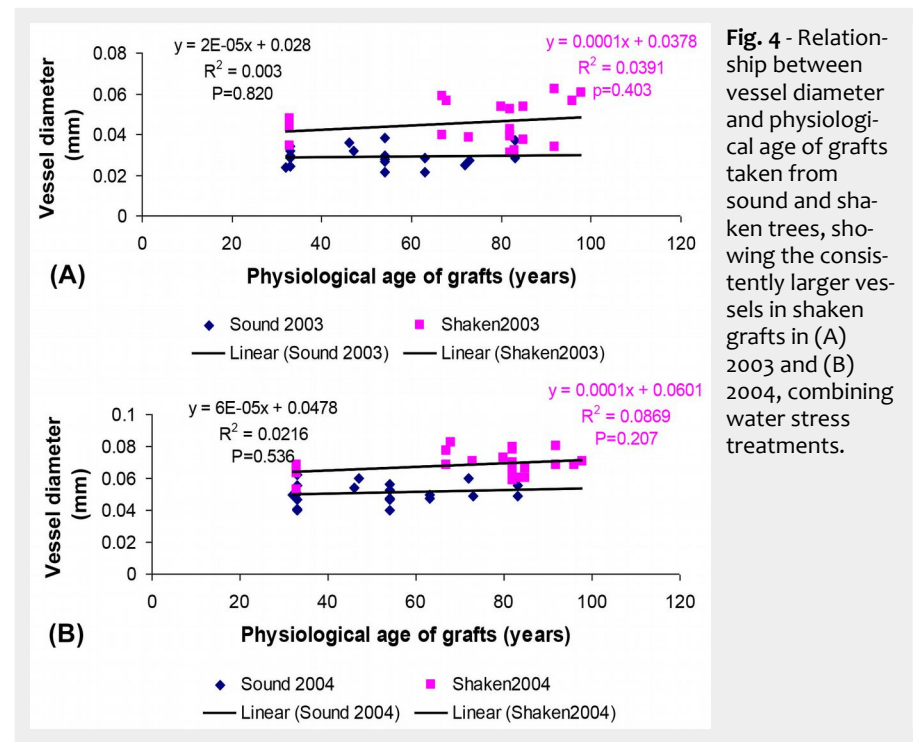 y = 2E-05x + 0.028
R² = 0.003
P=0.820
y = 0.0001x + 0.0378
R² = 0.0391
p=0.403
Vessel diameter
(mm)
0.08
0.06
0.04
0.02
0
0 20 40 60 80 100 120
(A)
Physiological age of grafts (years)
Sound 2003 Shaken2003
Linear (Sound 2003) Linear (Shaken2003)
y = 6E-05x + 0.0478
R² = 0.0216
P=0.536
y = 0.0001x + 0.0601
R² = 0.0869
P=0.207
Vessel diameter
(mm)
0.1
0.08
0.06
0.04
0.02
0
0 20 40 60 80 100 120
(B)
Physiological age of grafts (years)
Sound 2004 Shaken2004
Linear (Sound 2004) Linear (Shaken2004)
Fig. 4 - Relation-
ship between
vessel diameter
and physiologi-
cal age of grafts
taken from
sound and sha-
ken trees, sho-
wing the consis-
tently larger ves-
sels in shaken
grafts in (A)
2003 and (B)
2004, combining
water stress
treatments.